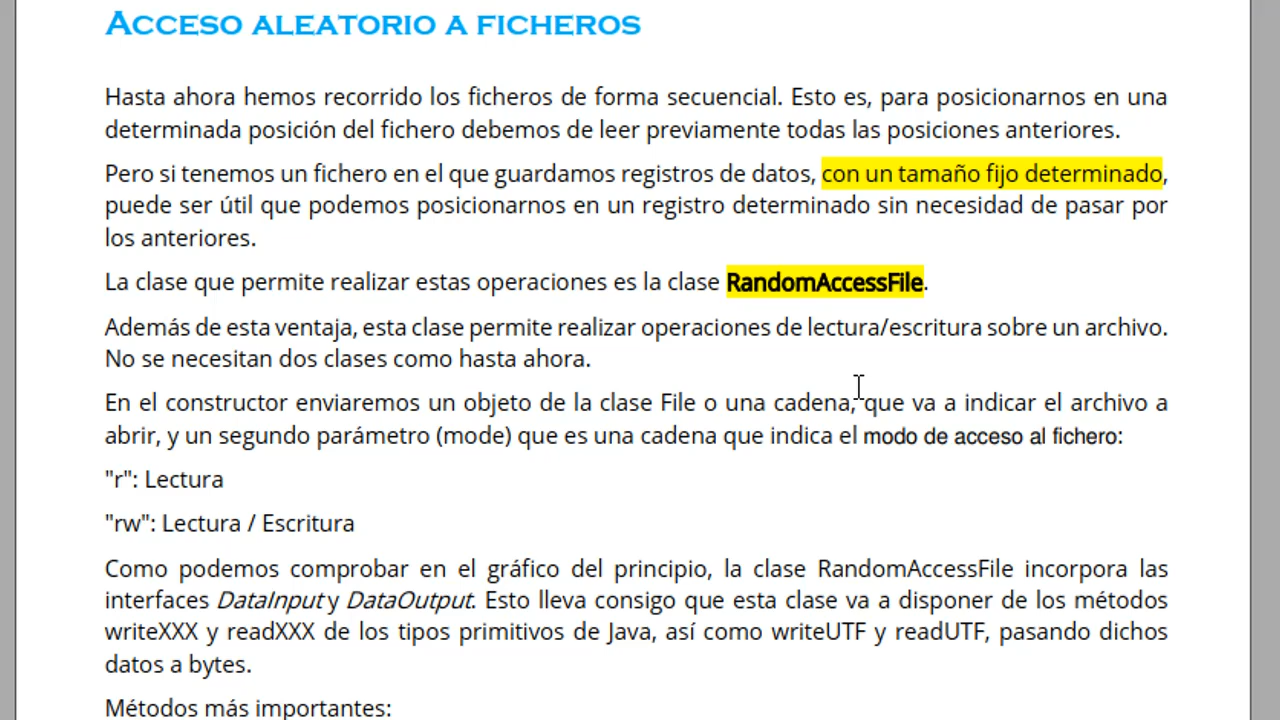 ACCESO ALEATORIO A FICHEROS
Hasta ahora hemos recorrido los ficheros de forma secuencial. Esto es, para posicionarnos en una
determinada posición del fichero debemos de leer previamente todas las posiciones anteriores.
Pero si tenemos un fichero en el que guardamos registros de datos, con un tamaño fijo determinado,
puede ser útil que podemos posicionarnos en un registro determinado sin necesidad de pasar por
los anteriores.
La clase que permite realizar estas operaciones es la clase RandomAccessFile.
Además de esta ventaja, esta clase permite realizar operaciones de lectura/escritura sobre un archivo.
No se necesitan dos clases como hasta ahora.
En el constructor enviaremos un objeto de la clase File o una cadena, que va a indicar el archivo a
abrir, y un segundo parámetro (mode) que es una cadena que indica el modo de acceso al fichero:
"r": Lectura
"rw": Lectura / Escritura
Como podemos comprobar en el gráfico del principio, la clase RandomAccessFile incorpora las
interfaces DataInput y DataOutput. Esto lleva consigo que esta clase va a disponer de los métodos
writeXXX y readXXX de los tipos primitivos de Java, así como writeUTF y readUTF, pasando dichos
datos a bytes.
Métodos más importantes: